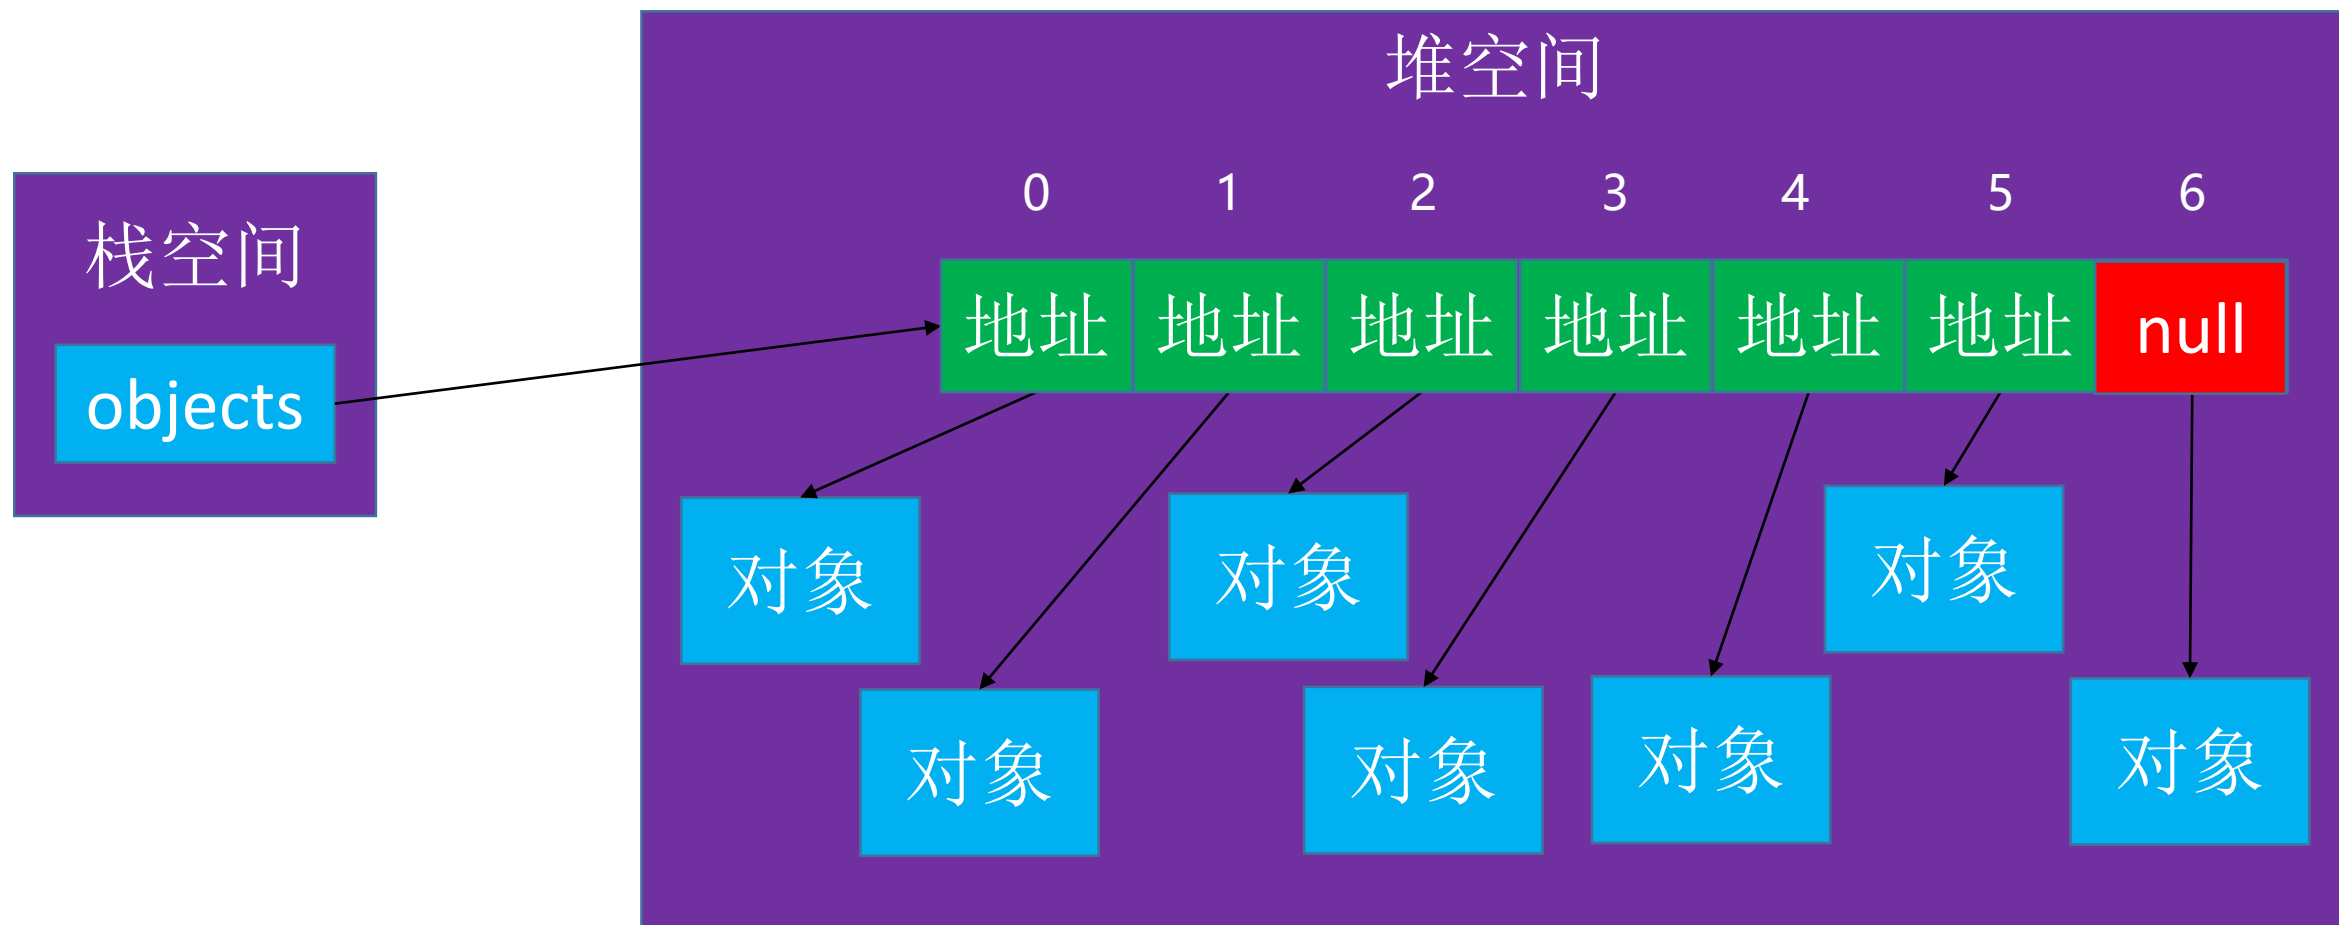 堆空间
栈空间
objects
0 1 2 3 4 5 6
地址 地址 地址 地址 地址 地址 null
对象 对象 对象
对象 对象 对象 对象